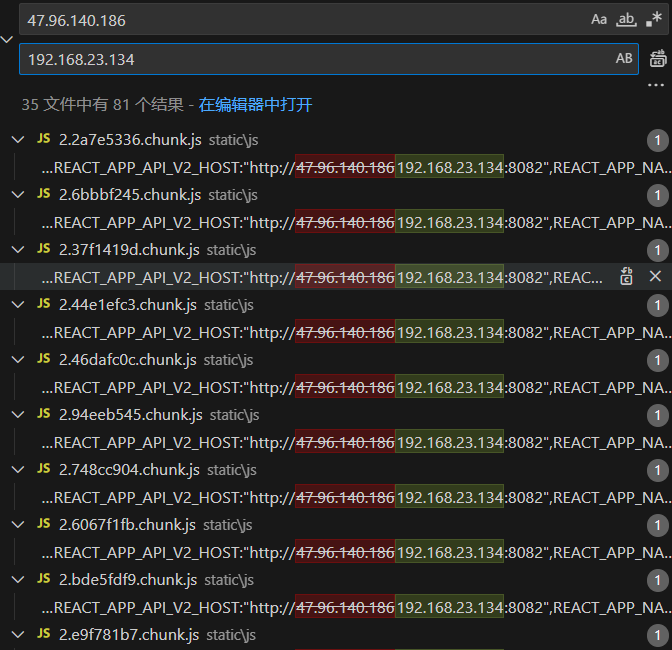 47.96.140.186 Aa ab .*
192.168.23.134 AB
35 文件中有 81 个结果 - 在编辑器中打开
JS 2.2a7e5336.chunk.js static\js 1
...REACT_APP_API_V2_HOST:"http://47.96.140.186192.168.23.134:8082",REACT_APP_NA...
JS 2.6bbbf245.chunk.js static\js 1
...REACT_APP_API_V2_HOST:"http://47.96.140.186192.168.23.134:8082",REACT_APP_NA...
JS 2.37f1419d.chunk.js static\js 1
...REACT_APP_API_V2_HOST:"http://47.96.140.186192.168.23.134:8082",REAC...
JS 2.44e1efc3.chunk.js static\js 1
...REACT_APP_API_V2_HOST:"http://47.96.140.186192.168.23.134:8082",REACT_APP_NA...
JS 2.46dafc0c.chunk.js static\js 1
...REACT_APP_API_V2_HOST:"http://47.96.140.186192.168.23.134:8082",REACT_APP_NA...
JS 2.94eeb545.chunk.js static\js 1
...REACT_APP_API_V2_HOST:"http://47.96.140.186192.168.23.134:8082",REACT_APP_NA...
JS 2.748cc904.chunk.js static\js 1
...REACT_APP_API_V2_HOST:"http://47.96.140.186192.168.23.134:8082",REACT_APP_NA...
JS 2.6067f1fb.chunk.js static\js 1
...REACT_APP_API_V2_HOST:"http://47.96.140.186192.168.23.134:8082",REACT_APP_NA...
JS 2.bde5fdf9.chunk.js static\js 1
...REACT_APP_API_V2_HOST:"http://47.96.140.186192.168.23.134:8082",REACT_APP_NA...
JS 2.e9f781b7.chunk.js static\js 1